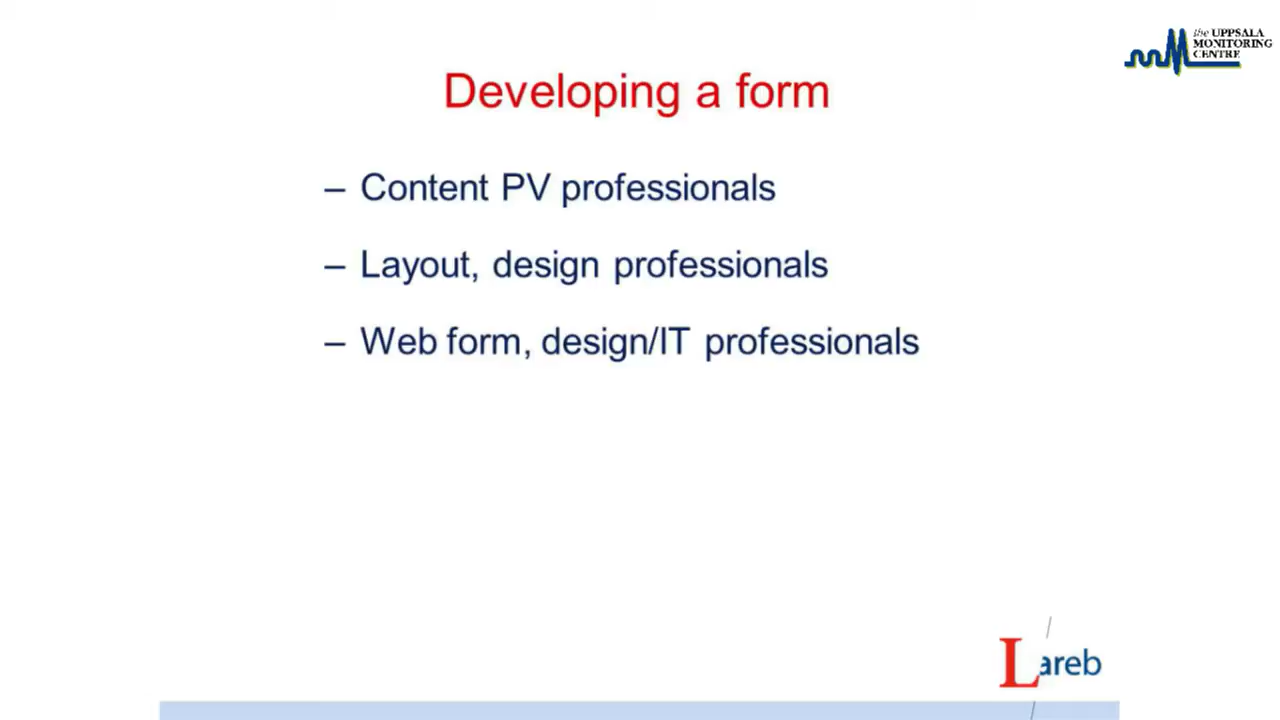 the UPPSALA
MONITORING
CENTRE
Developing a form
– Content PV professionals
– Layout, design professionals
– Web form, design/IT professionals
Lareb